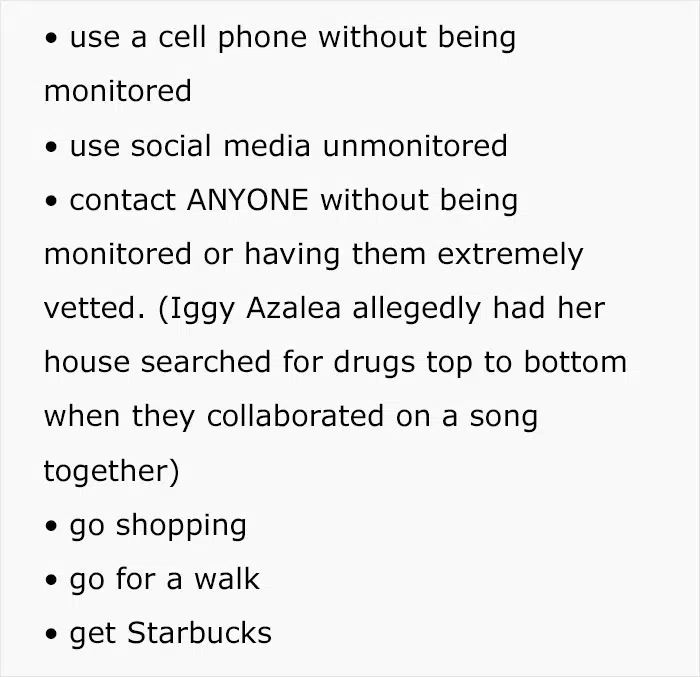 • use a cell phone without being
monitored
• use social media unmonitored
• contact ANYONE without being
monitored or having them extremely
vetted. (Iggy Azalea allegedly had her
house searched for drugs top to bottom
when they collaborated on a song
together)
• go shopping
• go for a walk
• get Starbucks